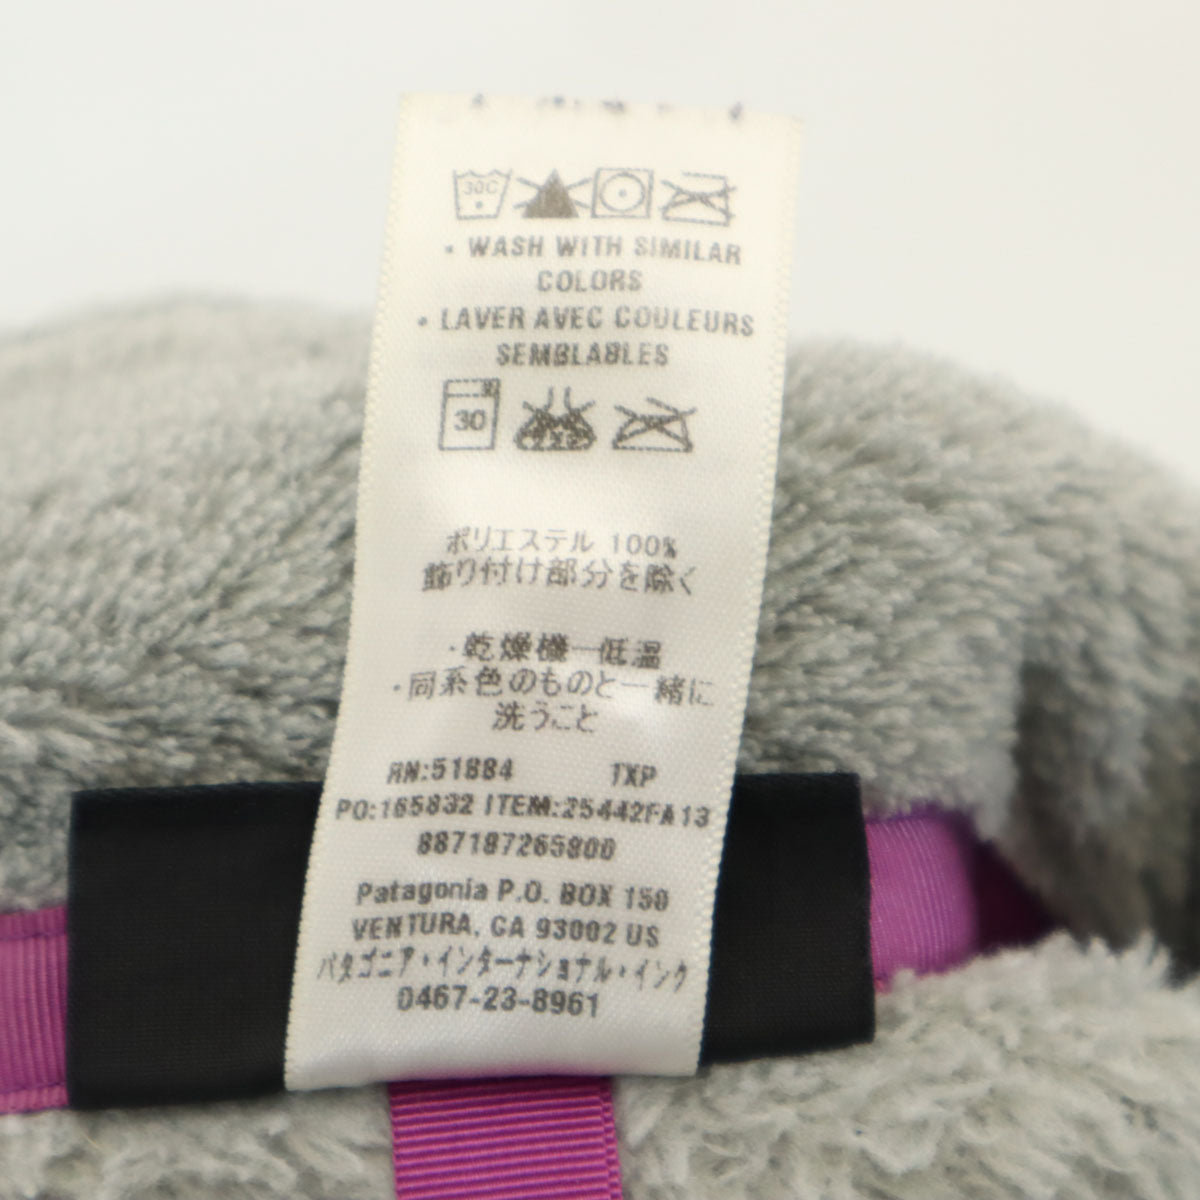 30C
• WASH WITH SIMILAR
COLORS
• LAVER AVEC COULEURS
SEMBLABLES
30
ポリエステル 100%
飾り付け部分を除く
・乾燥機ー低温
・同系色のものと一緒に
洗うこと
RN:51884 TXP
PO:165832 ITEM:25442FA13
887187265800
Patagonia P.O. BOX 150
VENTURA, CA 93002 US
パタゴニア・インターナショナル・インク
0467-23-8961